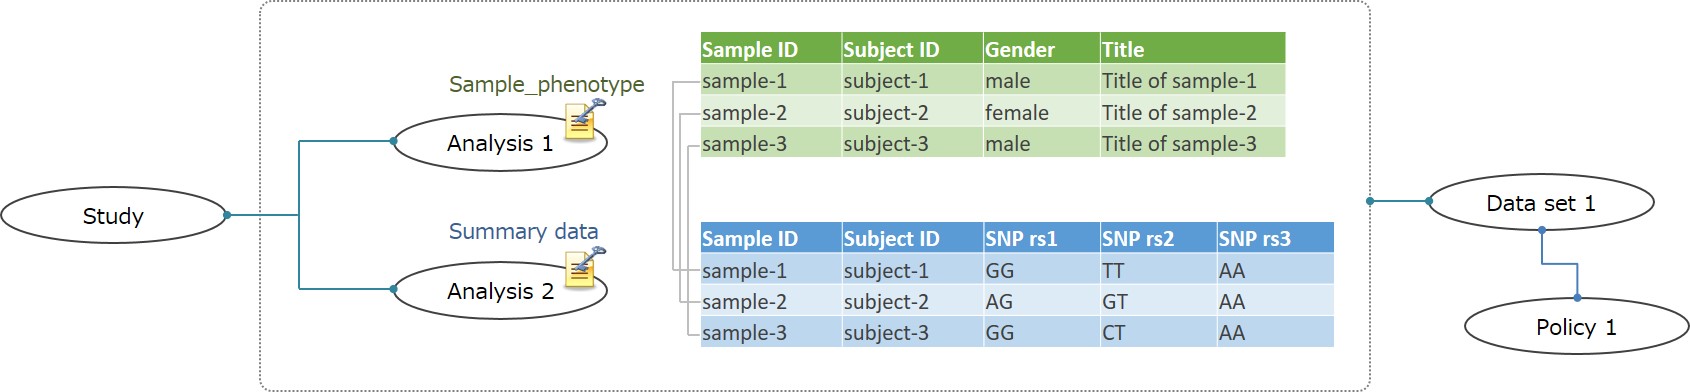 Study
Sample_phenotype
Analysis 1
Summary data
Analysis 2
Sample ID Subject ID Gender Title
sample-1 subject-1 male Title of sample-1
sample-2 subject-2 female Title of sample-2
sample-3 subject-3 male Title of sample-3
Sample ID Subject ID SNP rs1 SNP rs2 SNP rs3
sample-1 subject-1 GG TT AA
sample-2 subject-2 AG GT AA
sample-3 subject-3 GG CT AA
Data set 1
Policy 1